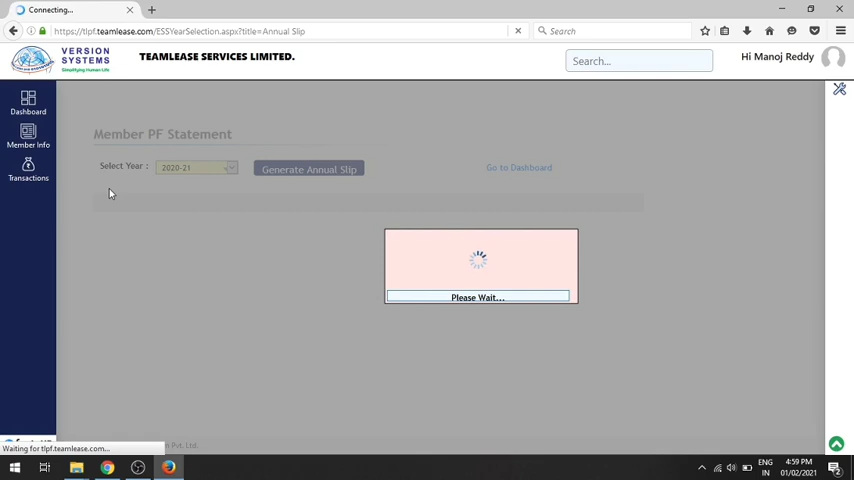 Connecting...
https://tlpf.teamlease.com/ESSYearSelection.aspx?title=Annual Slip
Search
VERSION
SYSTEMS
Simplifying Human Life
TEAMLEASE SERVICES LIMITED.
Search...
Hi Manoj Reddy
Dashboard
Member Info
Transactions
Member PF Statement
Select Year :
2020-21
Generate Annual Slip
Go to Dashboard
Please Wait...
Pvt. Ltd.
Waiting for tlpf.teamlease.com...
ENG
IN
4:59 PM
01/02/2021
2